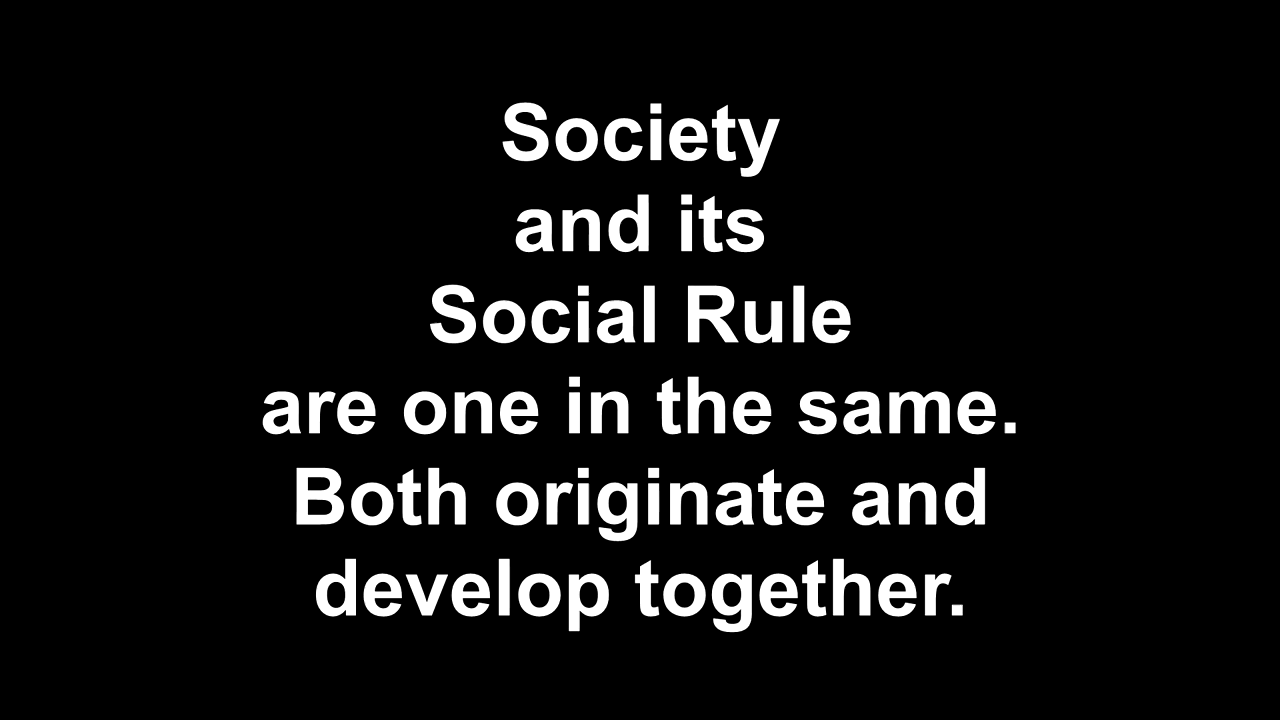 Society
and its
Social Rule
are one in the same.
Both originate and
develop together.